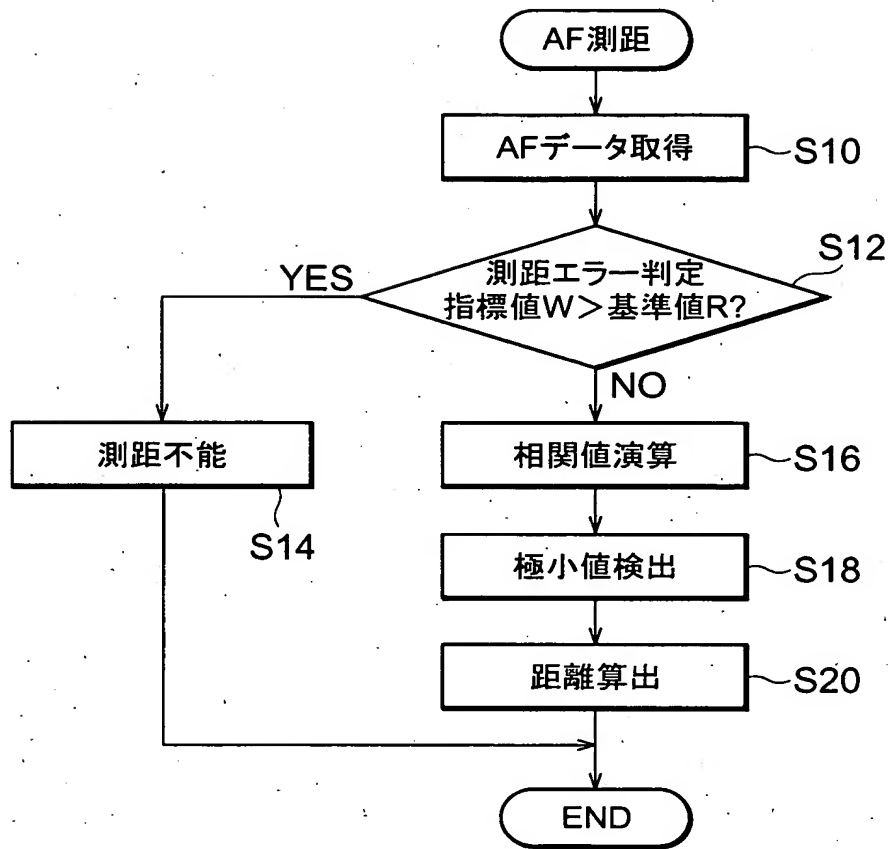 AF測距
AFデータ取得
S10
S12
測距エラー判定
指標値W＞基準値R?
YES
NO
測距不能
S14
相関値演算
S16
極小値検出
S18
距離算出
S20
END